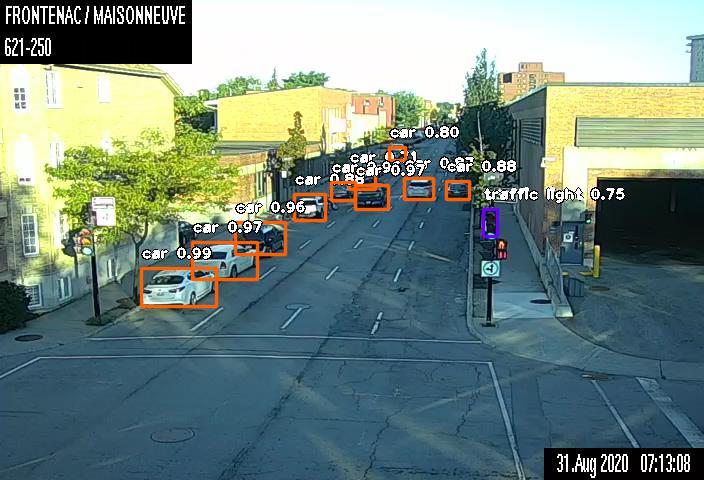 FRONTENAC / MAISONNEUVE
621-250
car 0.80
car
car 0.97
car 0.88
car 0.96
traffic light 0.75
car 0.97
car 0.99
31.Aug 2020 07:13:08